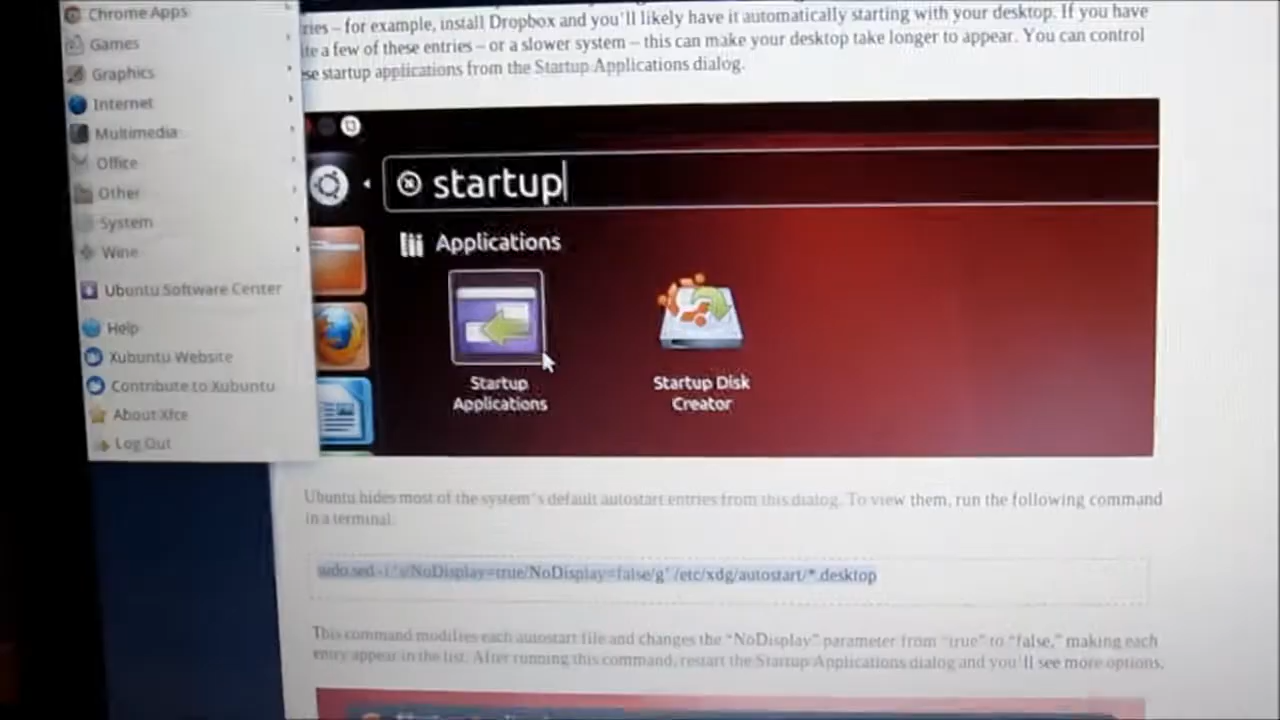 Chrome Apps
Games
Graphics
Internet
Multimedia
Office
Other
System
Wine
Ubuntu Software Center
Help
Xubuntu Website
Contribute to Xubuntu
About Xfce
Log Out
ries – for example, install Dropbox and you'll likely have it automatically starting with your desktop. If you have
ite a few of these entries – or a slower system – this can make your desktop take longer to appear. You can control
se startup applications from the Startup Applications dialog.
startup
Applications
Startup
Applications
Startup Disk
Creator
Ubuntu hides most of the system's default autostart entries from this dialog. To view them, run the following command
in a terminal:
sudo sed -i 's/NoDisplay=true/NoDisplay=false/g' /etc/xdg/autostart/*.desktop
This command modifies each autostart file and changes the "NoDisplay" parameter from "true" to "false," making each
entry appear in the list. After running this command, restart the Startup Applications dialog and you'll see more options.